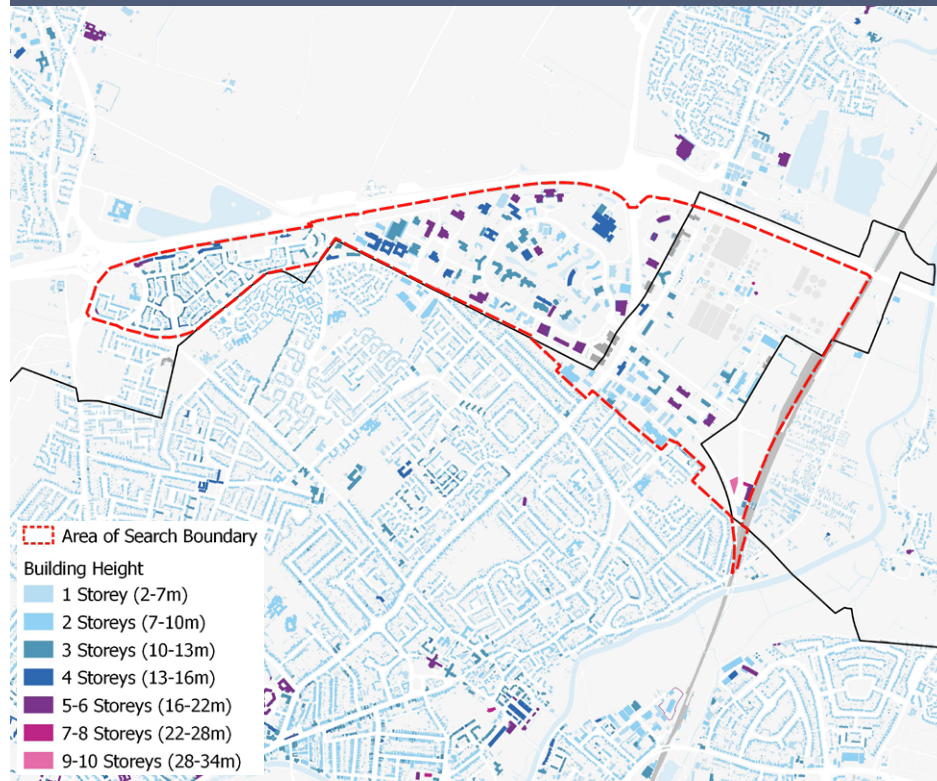 Area of Search Boundary
Building Height
1 Storey (2-7m)
2 Storeys (7-10m)
3 Storeys (10-13m)
4 Storeys (13-16m)
5-6 Storeys (16-22m)
7-8 Storeys (22-28m)
9-10 Storeys (28-34m)